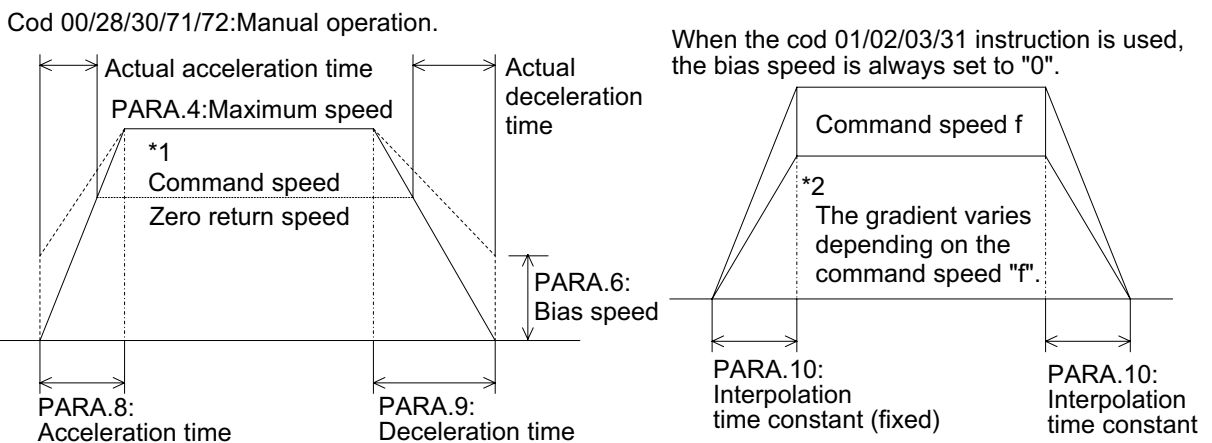 Cod 00/28/30/71/72:Manual operation.
Actual acceleration time
Actual
deceleration
time
PARA.4:Maximum speed
*1
Command speed
Zero return speed
PARA.6:
Bias speed
PARA.8:
Acceleration time
PARA.9:
Deceleration time
When the cod 01/02/03/31 instruction is used,
the bias speed is always set to "0".
Command speed f
*2
The gradient varies
depending on the
command speed "f".
PARA.10:
Interpolation
time constant (fixed)
PARA.10:
Interpolation
time constant